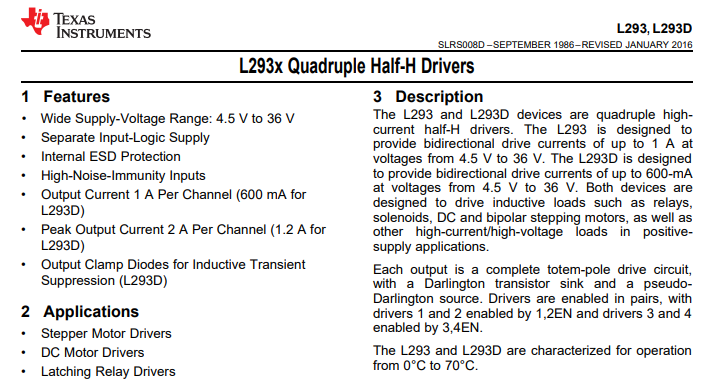 TEXAS
INSTRUMENTS
L293, L293D
SLRS008D –SEPTEMBER 1986–REVISED JANUARY 2016
L293x Quadruple Half-H Drivers
1 Features
• Wide Supply-Voltage Range: 4.5 V to 36 V
• Separate Input-Logic Supply
• Internal ESD Protection
• High-Noise-Immunity Inputs
• Output Current 1 A Per Channel (600 mA for
L293D)
• Peak Output Current 2 A Per Channel (1.2 A for
L293D)
• Output Clamp Diodes for Inductive Transient
Suppression (L293D)
2 Applications
• Stepper Motor Drivers
• DC Motor Drivers
• Latching Relay Drivers
3 Description
The L293 and L293D devices are quadruple high-
current half-H drivers. The L293 is designed to
provide bidirectional drive currents of up to 1 A at
voltages from 4.5 V to 36 V. The L293D is designed
to provide bidirectional drive currents of up to 600-mA
at voltages from 4.5 V to 36 V. Both devices are
designed to drive inductive loads such as relays,
solenoids, DC and bipolar stepping motors, as well as
other high-current/high-voltage loads in positive-
supply applications.
Each output is a complete totem-pole drive circuit,
with a Darlington transistor sink and a pseudo-
Darlington source. Drivers are enabled in pairs, with
drivers 1 and 2 enabled by 1,2EN and drivers 3 and 4
enabled by 3,4EN.
The L293 and L293D are characterized for operation
from 0°C to 70°C.